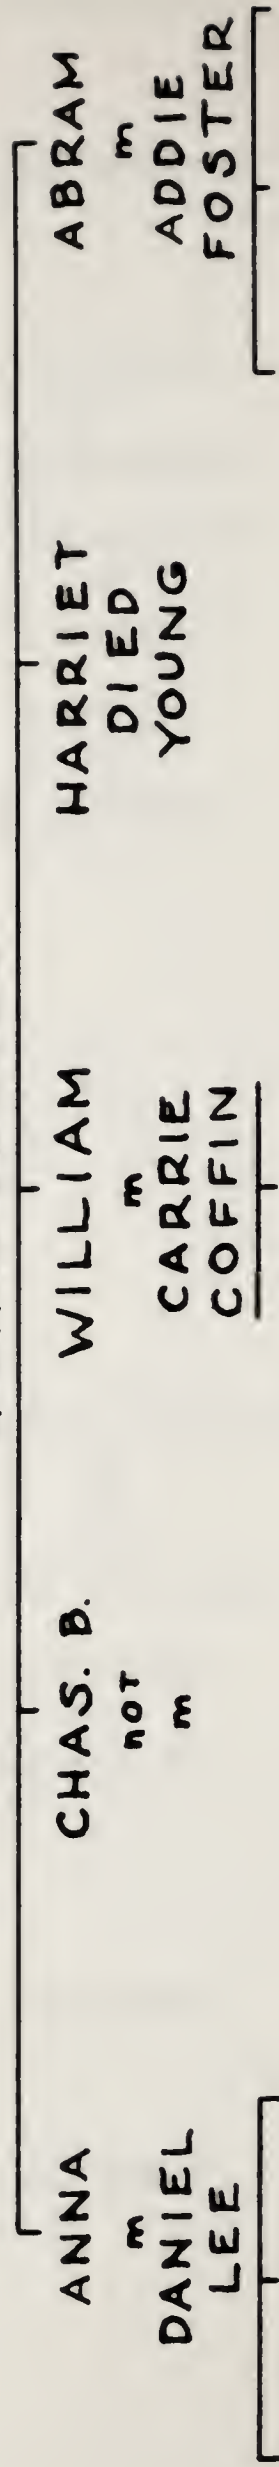 ANNA
m
DANIEL
LEE
CHAS. B.
not
m
WILLIAM
m
CARRIE
COFFIN
HARRIET
DIED
YOUNG
ABRAM
m
ADDIE
FOSTER